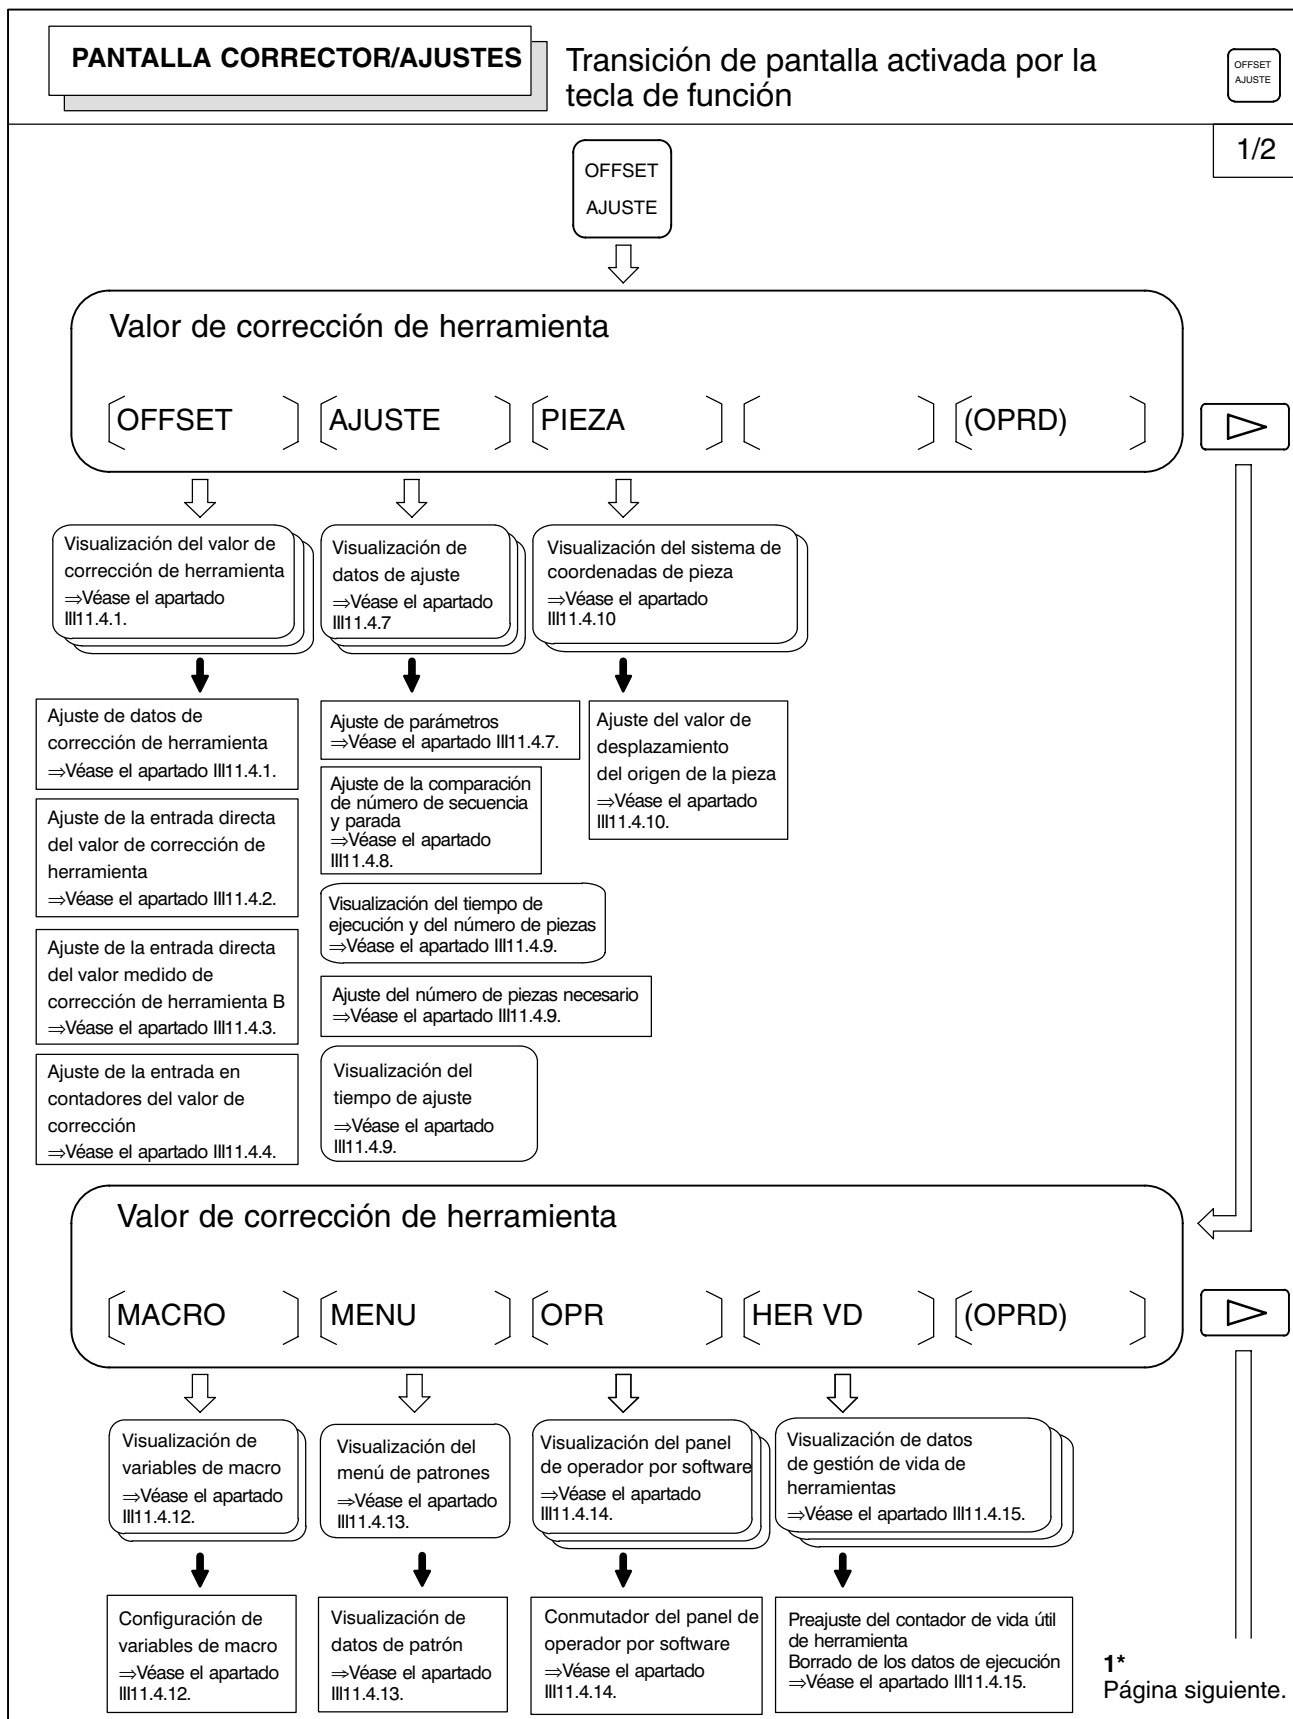 PANTALLA CORRECTOR/AJUSTES
Transición de pantalla activada por la
tecla de función
OFFSET
AJUSTE
1/2
OFFSET
AJUSTE
Valor de corrección de herramienta
OFFSET
AJUSTE
PIEZA
(OPRD)
Visualización del valor de
corrección de herramienta
⇒Véase el apartado
III11.4.1.
Visualización de
datos de ajuste
⇒Véase el apartado
III11.4.7
Visualización del sistema de
coordenadas de pieza
⇒Véase el apartado
III11.4.10
Ajuste de datos de
corrección de herramienta
⇒Véase el apartado III11.4.1.
Ajuste de la entrada directa
del valor de corrección de
herramienta
⇒Véase el apartado III11.4.2.
Ajuste de la entrada directa
del valor medido de
corrección de herramienta B
⇒Véase el apartado III11.4.3.
Ajuste de la entrada en
contadores del valor de
corrección
⇒Véase el apartado III11.4.4.
Ajuste de parámetros
⇒Véase el apartado III11.4.7.
Ajuste de la comparación
de número de secuencia
y parada
⇒Véase el apartado
III11.4.8.
Visualización del tiempo de
ejecución y del número de piezas
⇒Véase el apartado III11.4.9.
Ajuste del número de piezas necesario
⇒Véase el apartado III11.4.9.
Visualización del
tiempo de ajuste
⇒Véase el apartado
III11.4.9.
Ajuste del valor de
desplazamiento
del origen de la pieza
⇒Véase el apartado
III11.4.10.
Valor de corrección de herramienta
MACRO
MENU
OPR
HER VD
(OPRD)
Visualización de
variables de macro
⇒Véase el apartado
III11.4.12.
Visualización del
menú de patrones
⇒Véase el apartado
III11.4.13.
Visualización del panel
de operador por software
⇒Véase el apartado
III11.4.14.
Visualización de datos
de gestión de vida de
herramientas
⇒Véase el apartado III11.4.15.
Configuración de
variables de macro
⇒Véase el apartado
III11.4.12.
Visualización de
datos de patrón
⇒Véase el apartado
III11.4.13.
Conmutador del panel de
operador por software
⇒Véase el apartado
III11.4.14.
Preajuste del contador de vida útil
de herramienta
Borrado de los datos de ejecución
⇒Véase el apartado III11.4.15.
1*
Página siguiente.